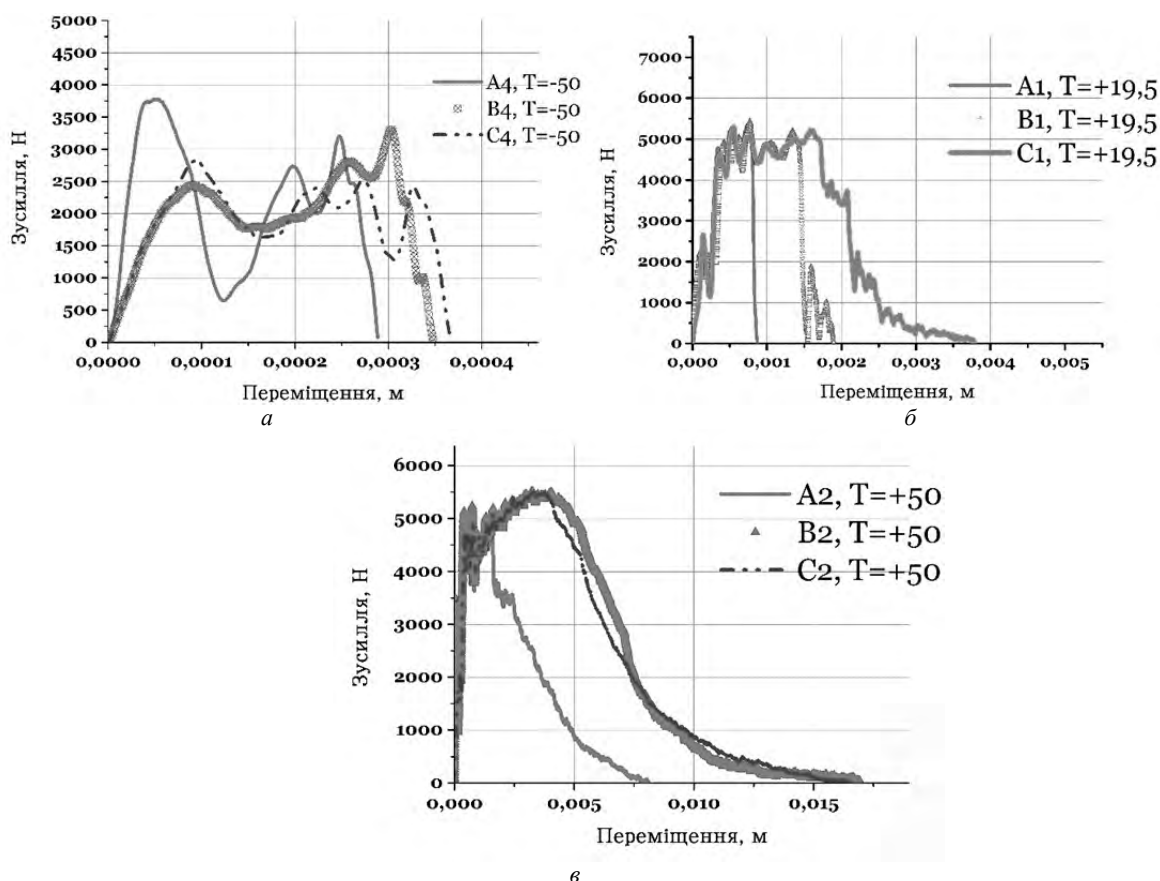 5000
4500
4000
3500
3000
2500
2000
1500
1000
500
0
Зусилля, Н
A4, T=-50
B4, T=-50
C4, T=-50
0,0000 0,0001 0,0002 0,0003 0,0004
Переміщення, м
а
7000
6000
5000
4000
3000
2000
1000
0
Зусилля, Н
A1, T=+19,5
B1, T=+19,5
C1, T=+19,5
0,000 0,001 0,002 0,003 0,004 0,005
Переміщення, м
б
6000
5000
4000
3000
2000
1000
0
Зусилля, Н
A2, T=+50
B2, T=+50
C2, T=+50
0,000 0,005 0,010 0,015
Переміщення, м
в